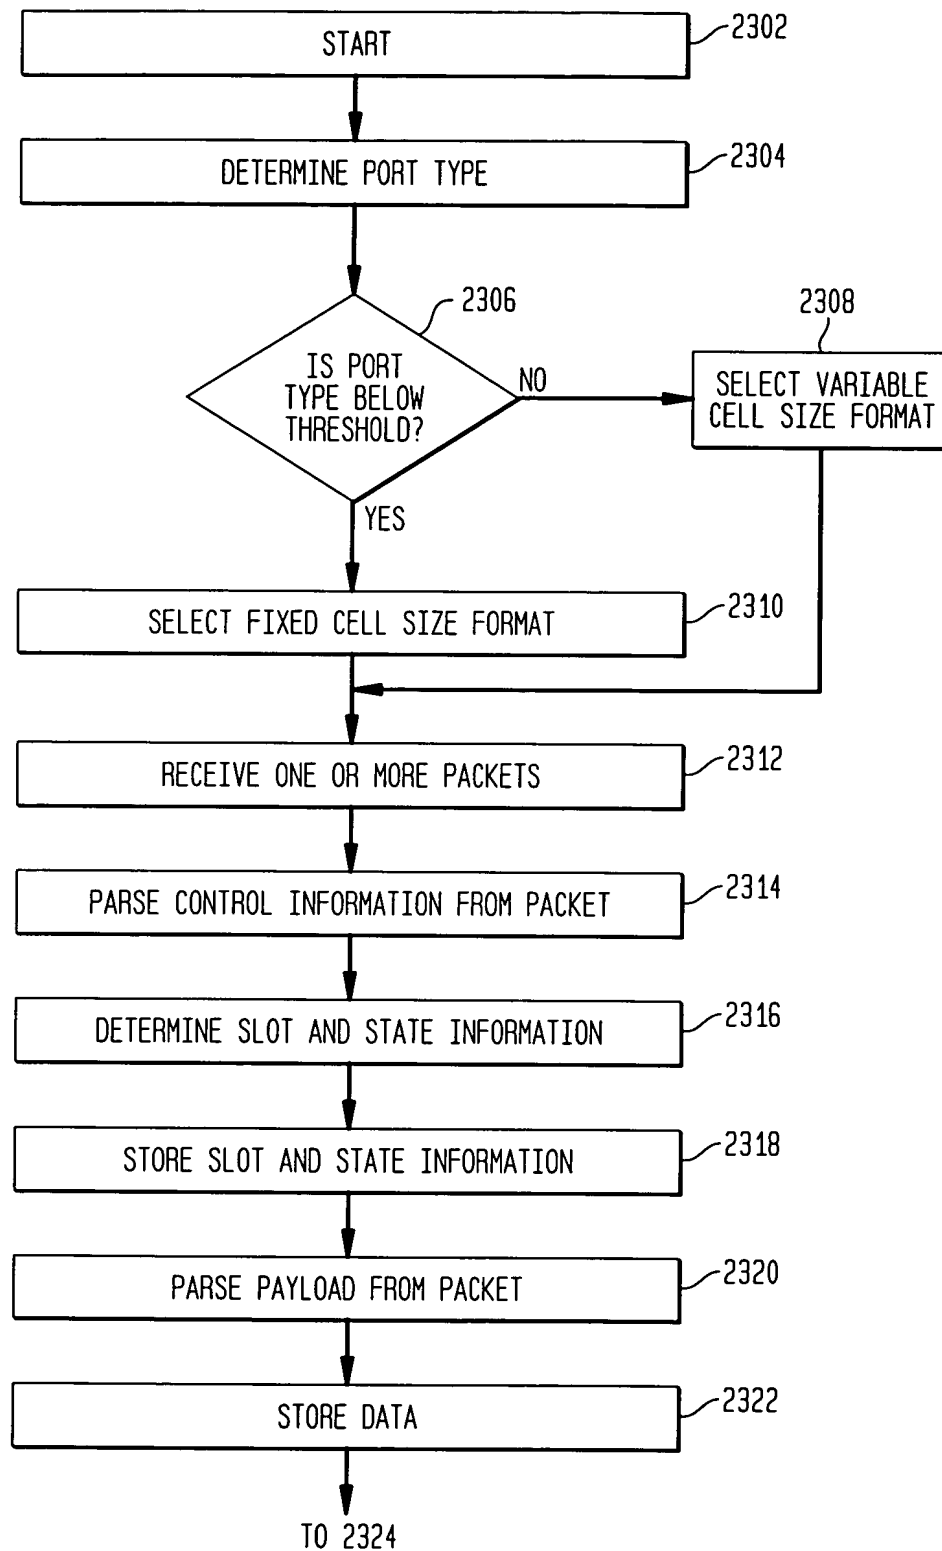 START
2302
DETERMINE PORT TYPE
2304
2306
IS PORT
TYPE BELOW
THRESHOLD?
NO
2308
SELECT VARIABLE
CELL SIZE FORMAT
YES
SELECT FIXED CELL SIZE FORMAT
2310
RECEIVE ONE OR MORE PACKETS
2312
PARSE CONTROL INFORMATION FROM PACKET
2314
DETERMINE SLOT AND STATE INFORMATION
2316
STORE SLOT AND STATE INFORMATION
2318
PARSE PAYLOAD FROM PACKET
2320
STORE DATA
2322
TO 2324